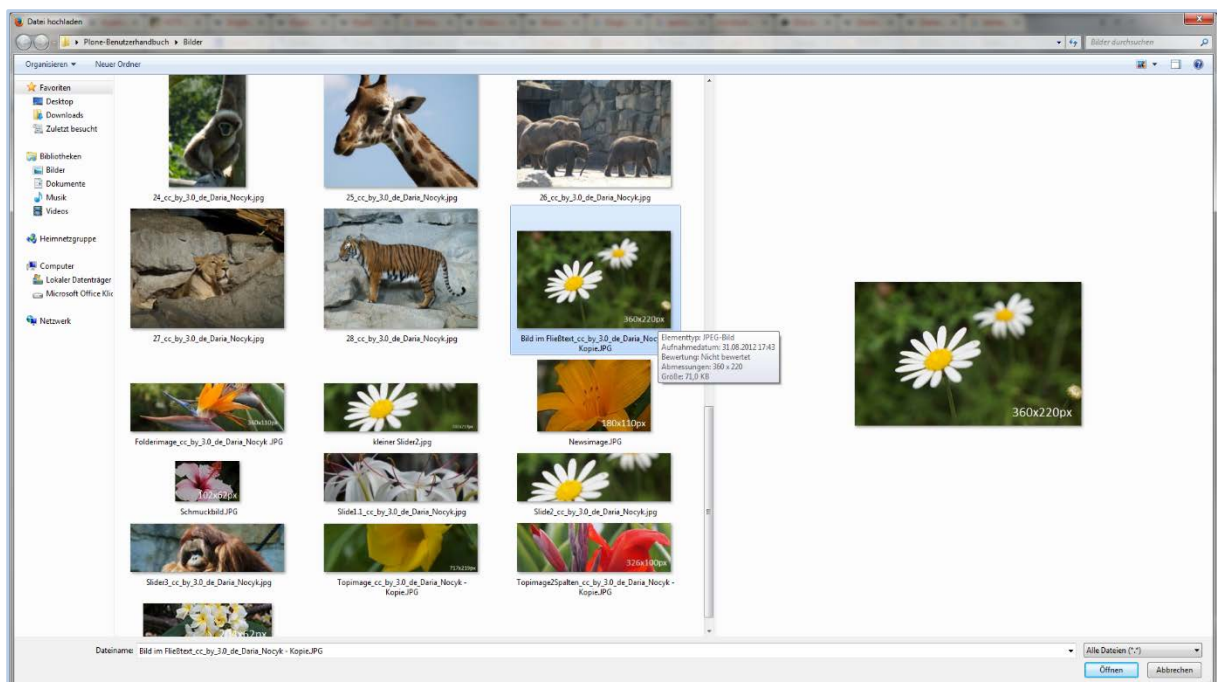 Datei hochladen
Plone-Benutzerhandbuch
Bilder
Bilder durchsuchen
Organisieren
Neuer Ordner
Favoriten
Desktop
Downloads
Zuletzt besucht
Bibliotheken
Bilder
Dokumente
Musik
Videos
Heimnetzgruppe
Computer
Lokaler Datenträger
Microsoft Office Klic
Netzwerk
24_cc_by_3.0_de_Daria_Nocyk.jpg
25_cc_by_3.0_de_Daria_Nocyk.jpg
26_cc_by_3.0_de_Daria_Nocyk.jpg
27_cc_by_3.0_de_Daria_Nocyk.jpg
28_cc_by_3.0_de_Daria_Nocyk.jpg
360x220px
Bild im Fließtext_cc_by_3.0_de_Daria_Noc
Kopie.JPG
Elementtyp: JPEG-Bild
Aufnahmedatum: 31.08.2012 17:43
Bewertung: Nicht bewertet
Abmessungen: 360 x 220
Größe: 71,0 KB
360x220px
360x110px
Folderimage_cc_by_3.0_de_Daria_Nocyk .JPG
kleiner Slider2.jpg
180x110px
Newsimage.JPG
102x62px
Schmuckbild.JPG
Slide1.1_cc_by_3.0_de_Daria_Nocyk.jpg
Slide2_cc_by_3.0_de_Daria_Nocyk.jpg
Slider3_cc_by_3.0_de_Daria_Nocyk.jpg
Topimage_cc_by_3.0_de_Daria_Nocyk -
Kopie.JPG
326x100px
Topimage2Spalten_cc_by_3.0_de_Daria_Nocyk -
Kopie.JPG
Dateiname:
Bild im Fließtext_cc_by_3.0_de_Daria_Nocyk - Kopie.JPG
Alle Dateien (*.*)
Öffnen
Abbrechen